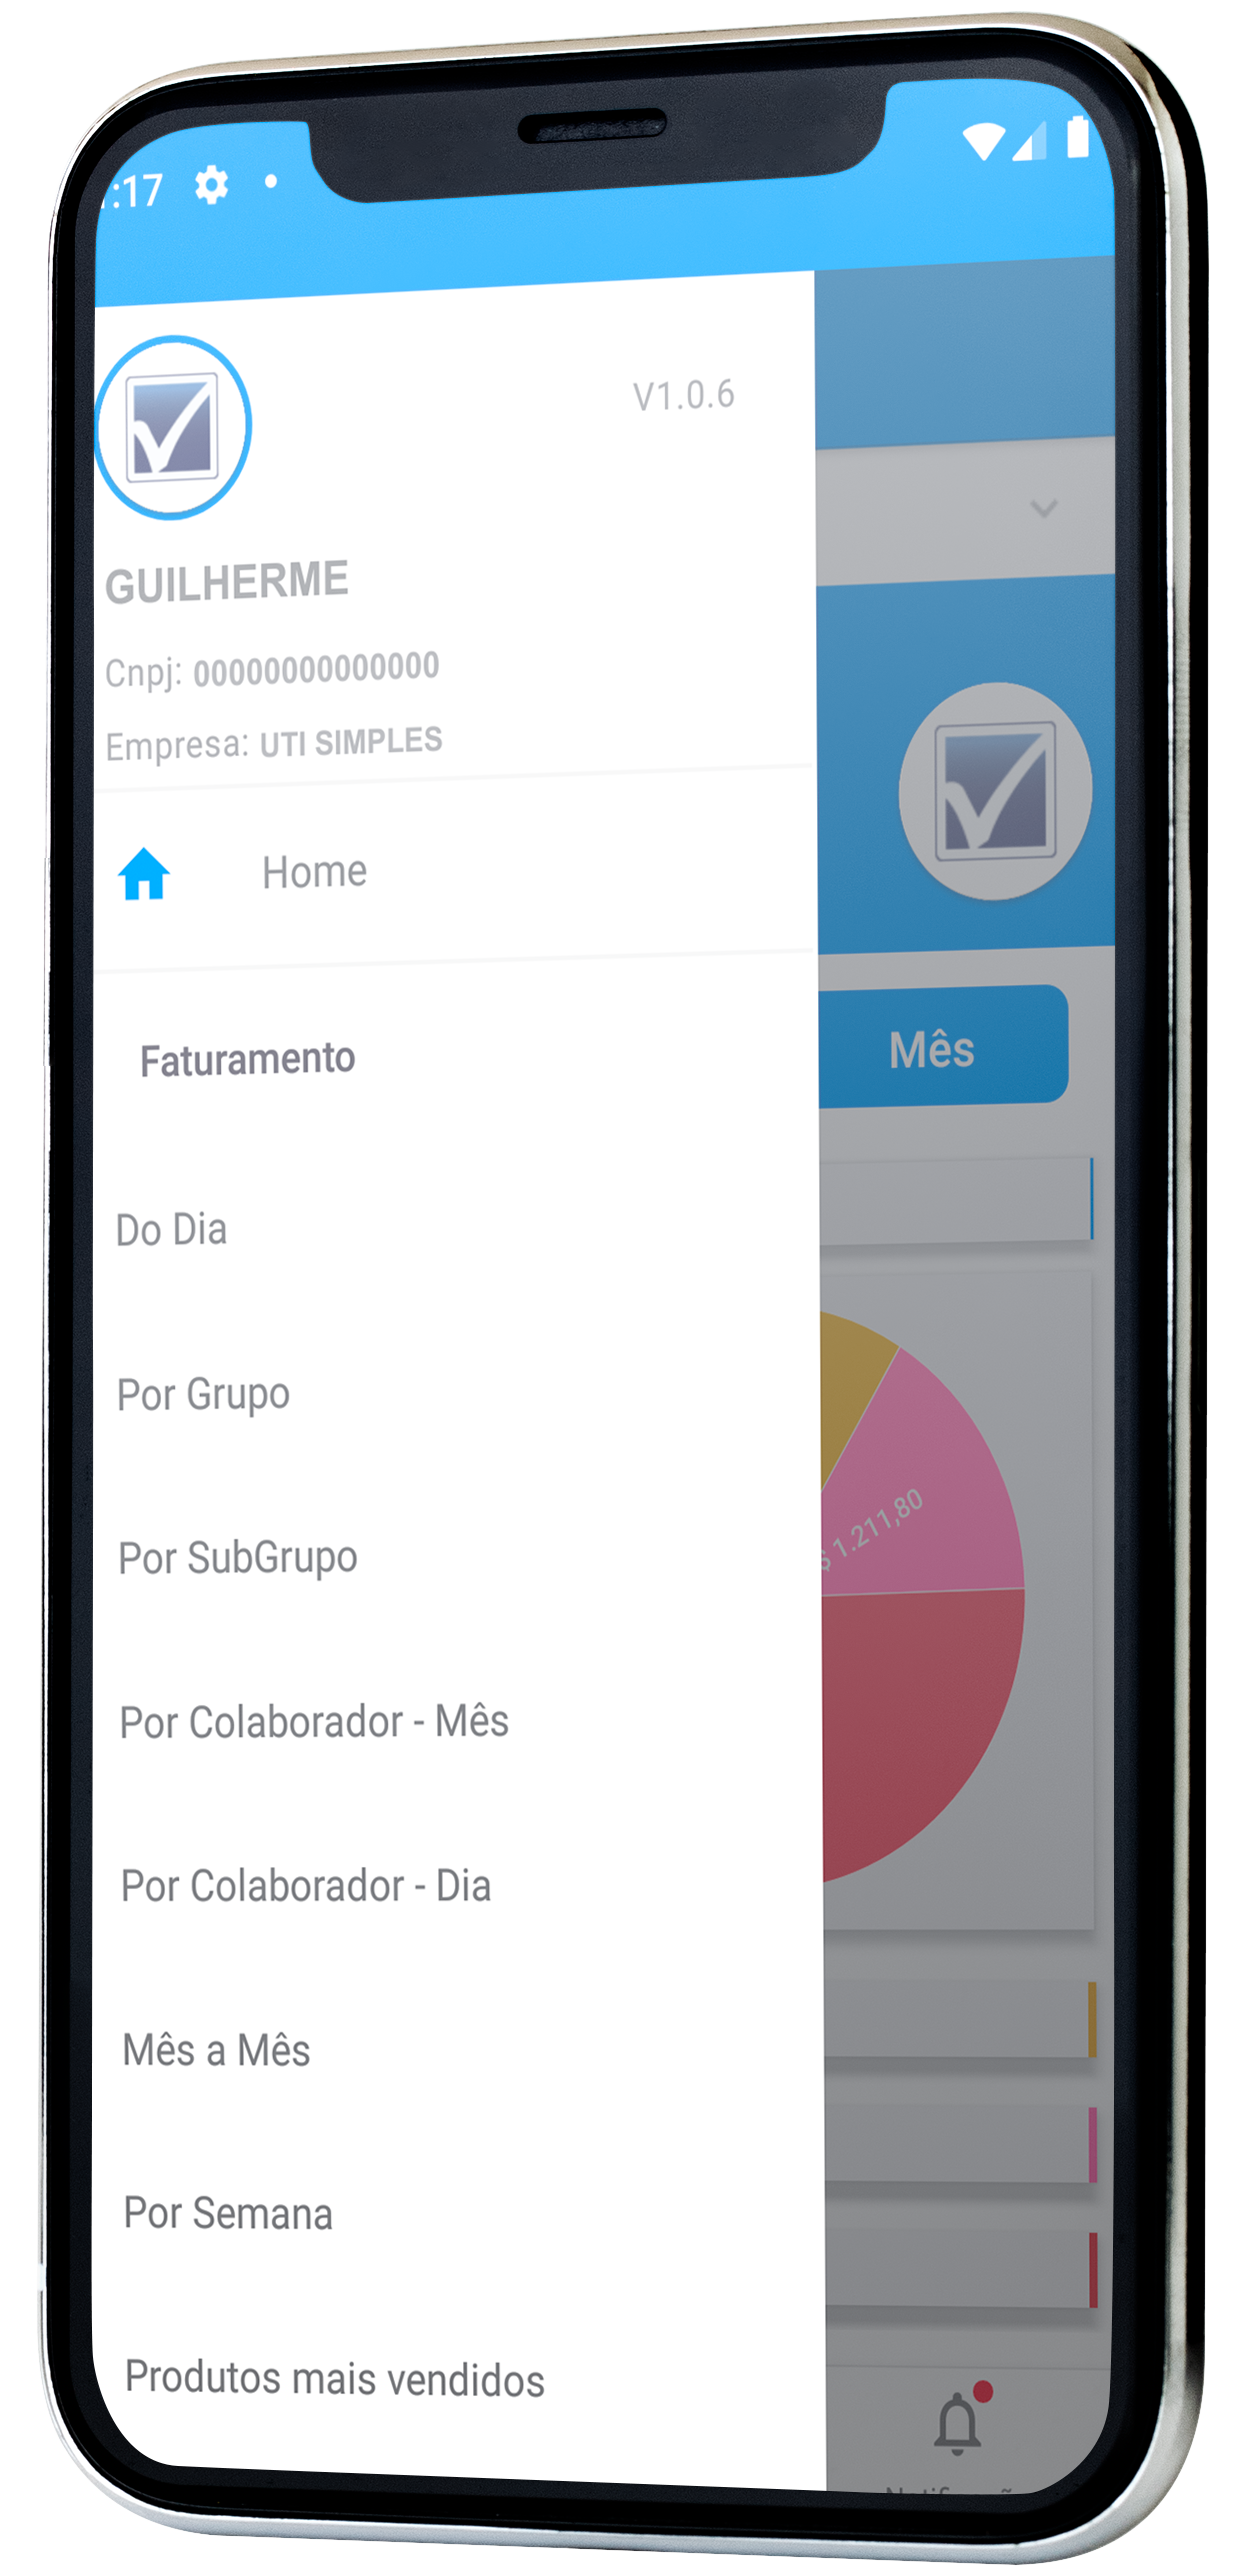 :17
V1.0.6
GUILHERME
Cnpj: 00000000000000
Empresa: UTI SIMPLES
Home
Faturamento
Do Dia
Por Grupo
Por SubGrupo
Por Colaborador - Mês
Por Colaborador - Dia
Mês a Mês
Por Semana
Produtos mais vendidos
Mês
$ 1.211,80